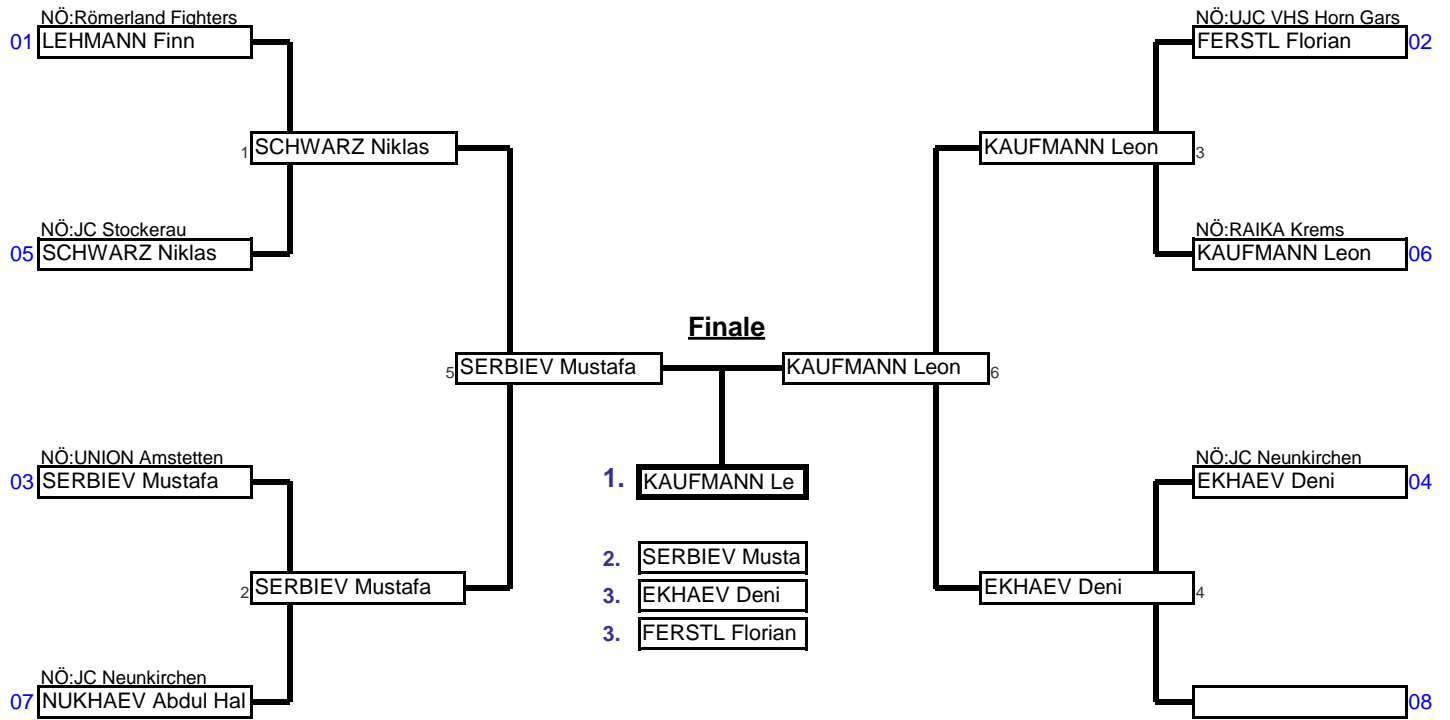 NÖ:Römerland Fighters
01 LEHMANN Finn
NÖ:UJC VHS Horn Gars
FERSTL Florian 02
1 SCHWARZ Niklas
KAUFMANN Leon 3
NÖ:JC Stockerau
05 SCHWARZ Niklas
NÖ:RAIKA Krems
KAUFMANN Leon 06
Finale
5 SERBIEV Mustafa
KAUFMANN Leon 6
NÖ:UNION Amstetten
03 SERBIEV Mustafa
1. KAUFMANN Le
NÖ:JC Neunkirchen
EKHAEV Deni 04
2. SERBIEV Musta
2 SERBIEV Mustafa
3. EKHAEV Deni
EKHAEV Deni 4
3. FERSTL Florian
NÖ:JC Neunkirchen
07 NUKHAEV Abdul Hal
08